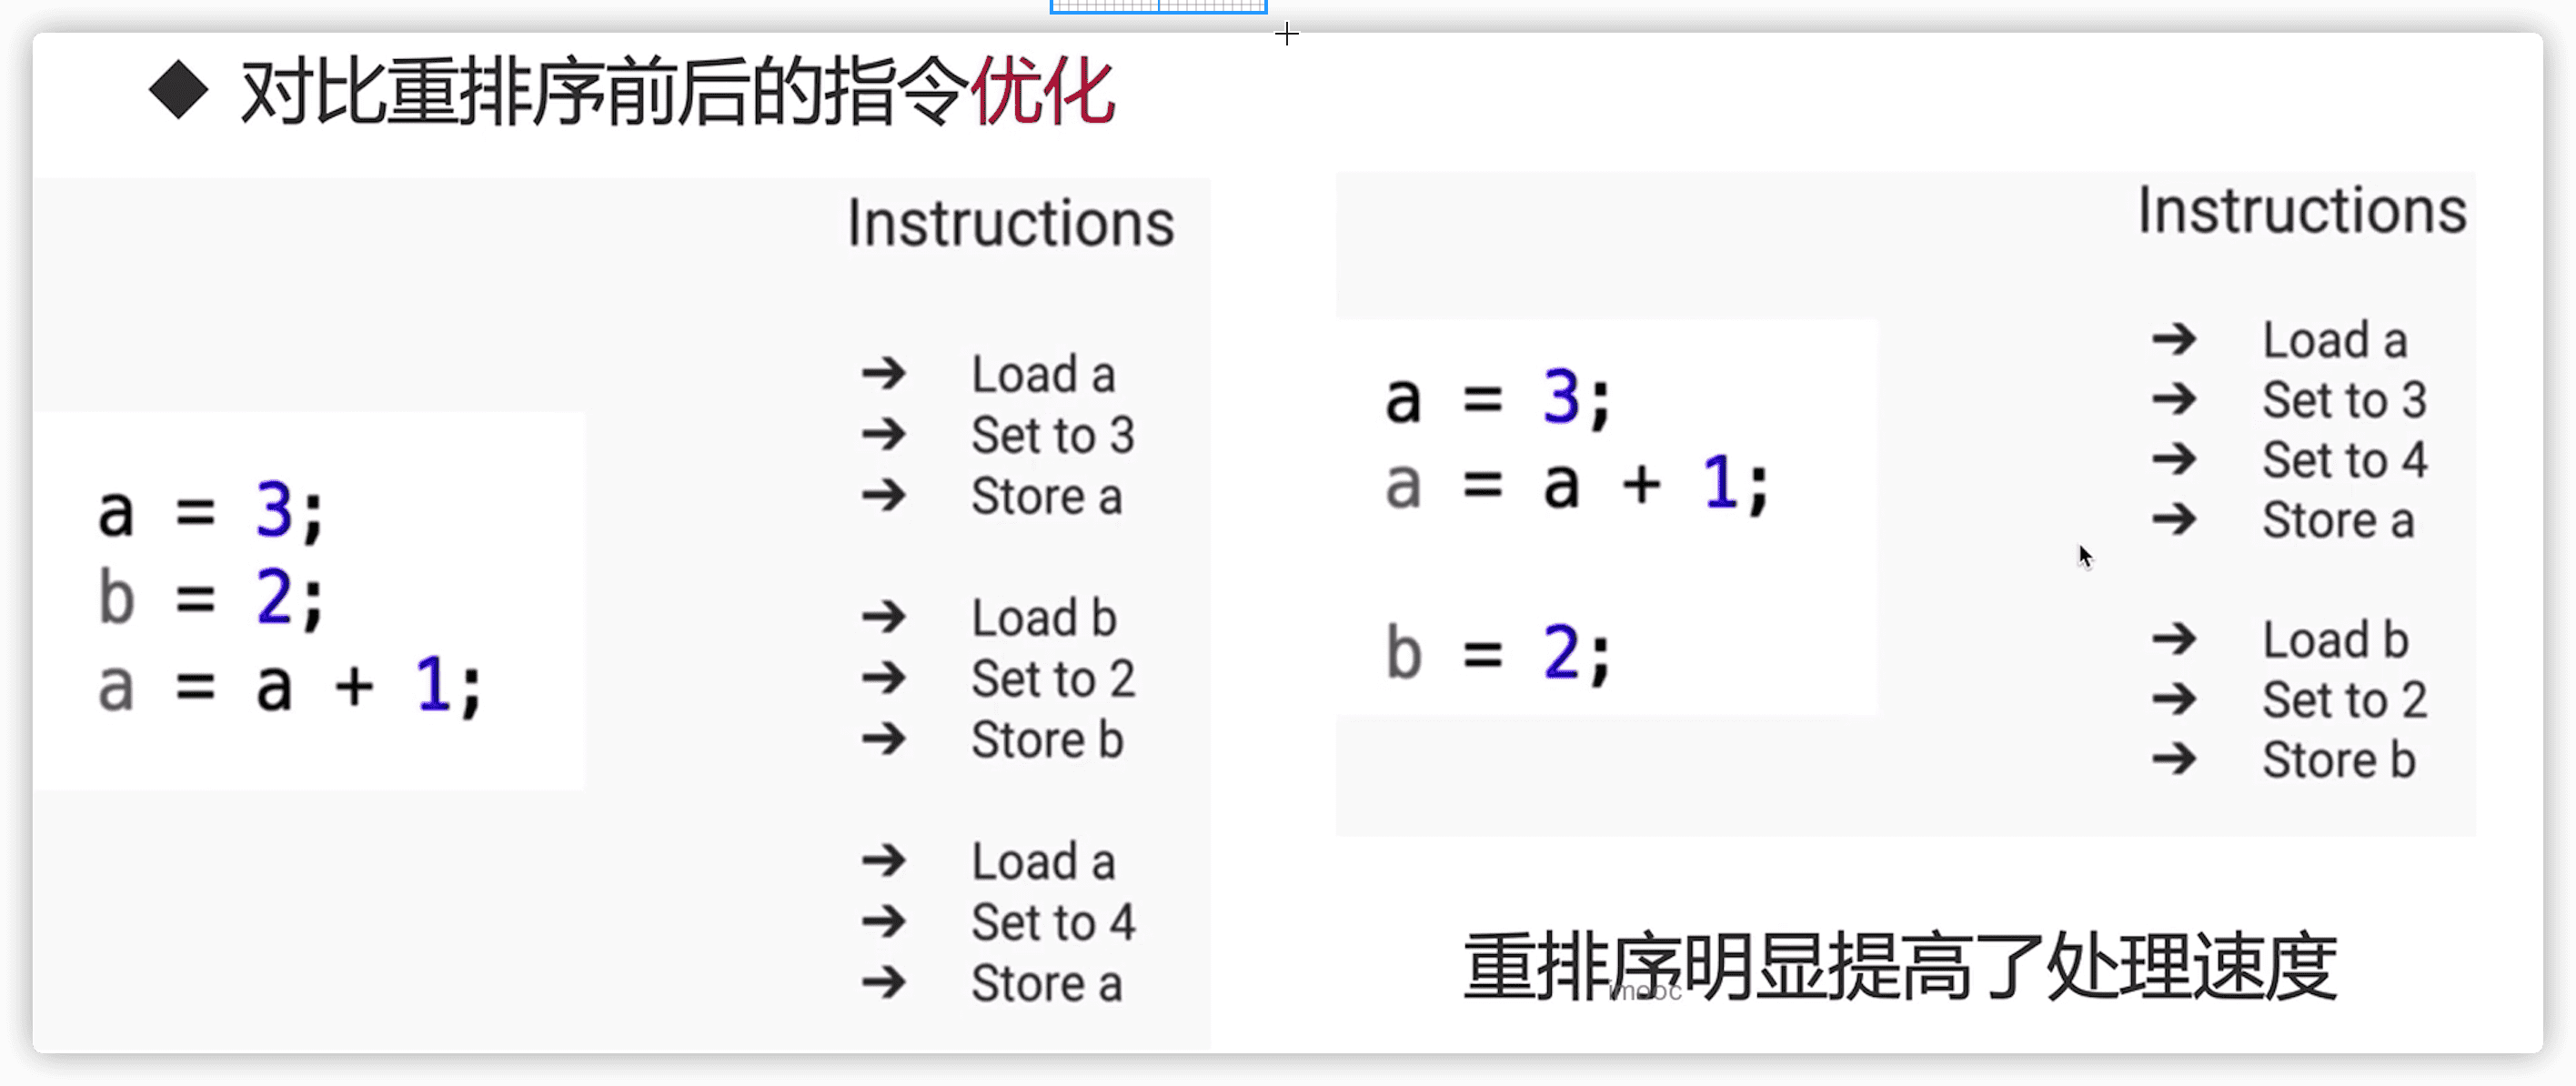 ◆ 对比重排序前后的指令优化
Instructions
a = 3;
b = 2;
a = a + 1;
➔ Load a
➔ Set to 3
➔ Store a
➔ Load b
➔ Set to 2
➔ Store b
➔ Load a
➔ Set to 4
➔ Store a
Instructions
a = 3;
a = a + 1;
b = 2;
➔ Load a
➔ Set to 3
➔ Set to 4
➔ Store a
➔ Load b
➔ Set to 2
➔ Store b
重排序明显提高了处理速度
imooc